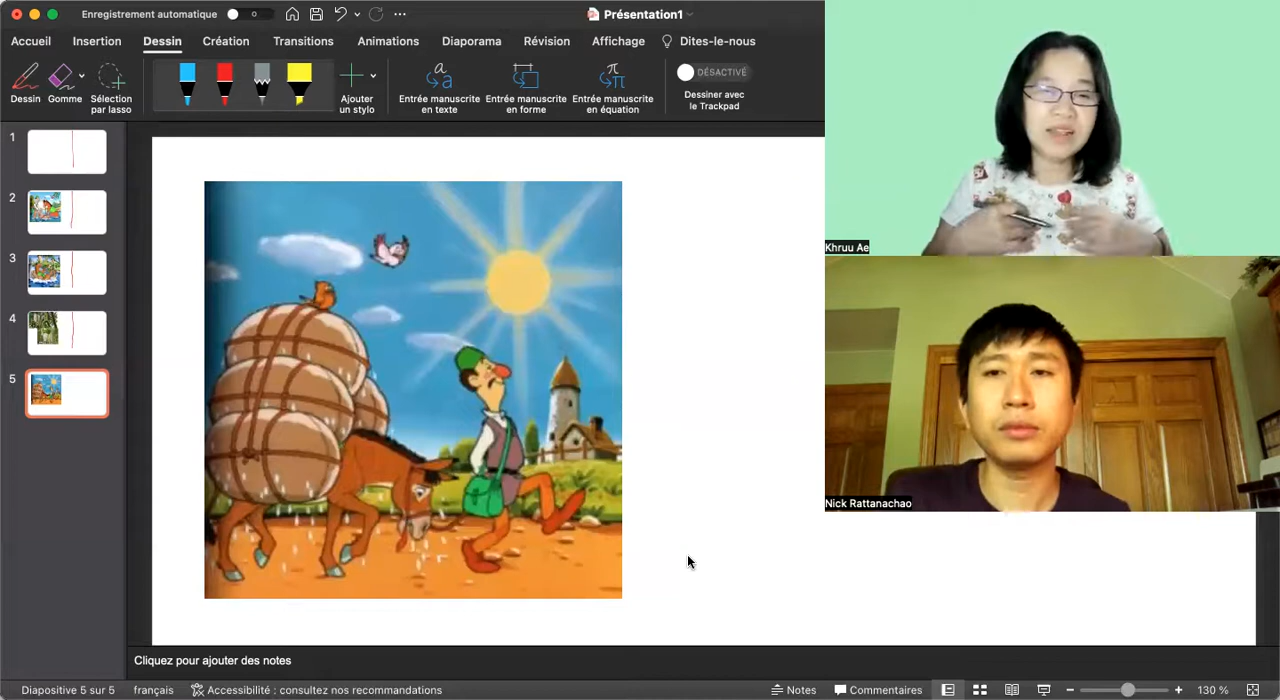 Enregistrement automatique
Présentation1
Accueil
Insertion
Dessin
Création
Transitions
Animations
Diaporama
Révision
Affichage
Dites-le-nous
Dessin
Gomme
Sélection
par lasso
Ajouter
un stylo
a
a
Entrée manuscrite
en texte
Entrée manuscrite
en forme
π
π
Entrée manuscrite
en équation
DÉSACTIVÉ
Dessiner avec
le Trackpad
1
2
3
4
5
Khruu Ae
Nick Rattanachao
Cliquez pour ajouter des notes
Diapositive 5 sur 5
français
Accessibilité : consultez nos recommandations
Notes
Commentaires
130 %